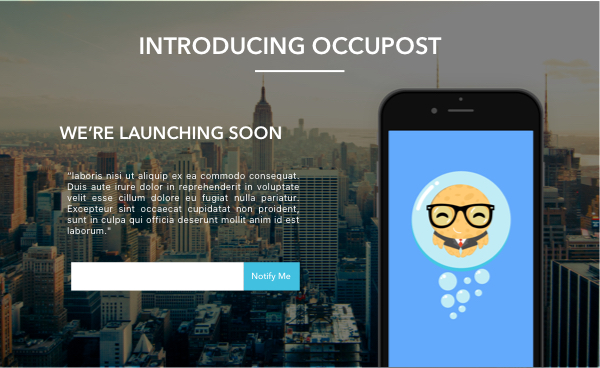 INTRODUCING OCCUPOST
WE'RE LAUNCHING SOON
"laboris nisi ut aliquip ex ea commodo consequat.
Duis aute irure dolor in reprehenderit in voluptate
velit esse cillum dolore eu fugiat nulla pariatur.
Excepteur sint occaecat cupidatat non proident,
sunt in culpa qui officia deserunt mollit anim id est
laborum."
Notify Me